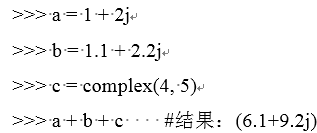 >>> a = 1 + 2j
>>> b = 1.1 + 2.2j
>>> c = complex(4, 5)
>>> a + b + c    #结果：(6.1+9.2j)